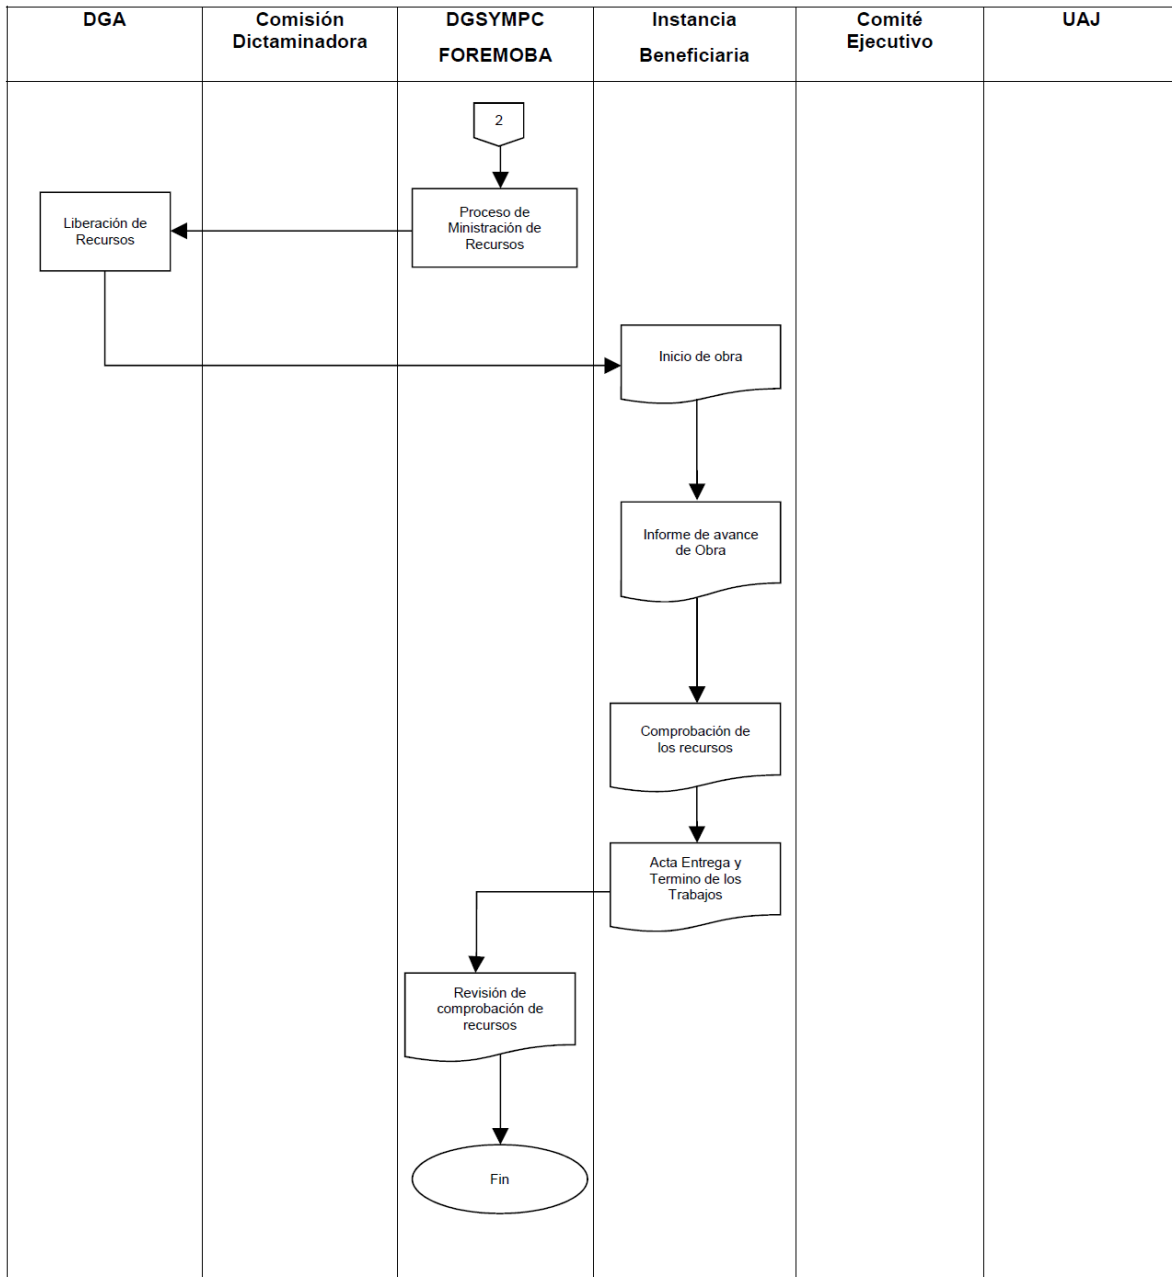 DGA
Comisión
Dictaminadora
DGSYMPC
FOREMOBA
Instancia
Beneficiaria
Comité
Ejecutivo
UAJ
2
Proceso de
Ministración de
Recursos
Liberación de
Recursos
Inicio de obra
Informe de avance
de Obra
Comprobación de
los recursos
Acta Entrega y
Termino de los
Trabajos
Revisión de
comprobación de
recursos
Fin